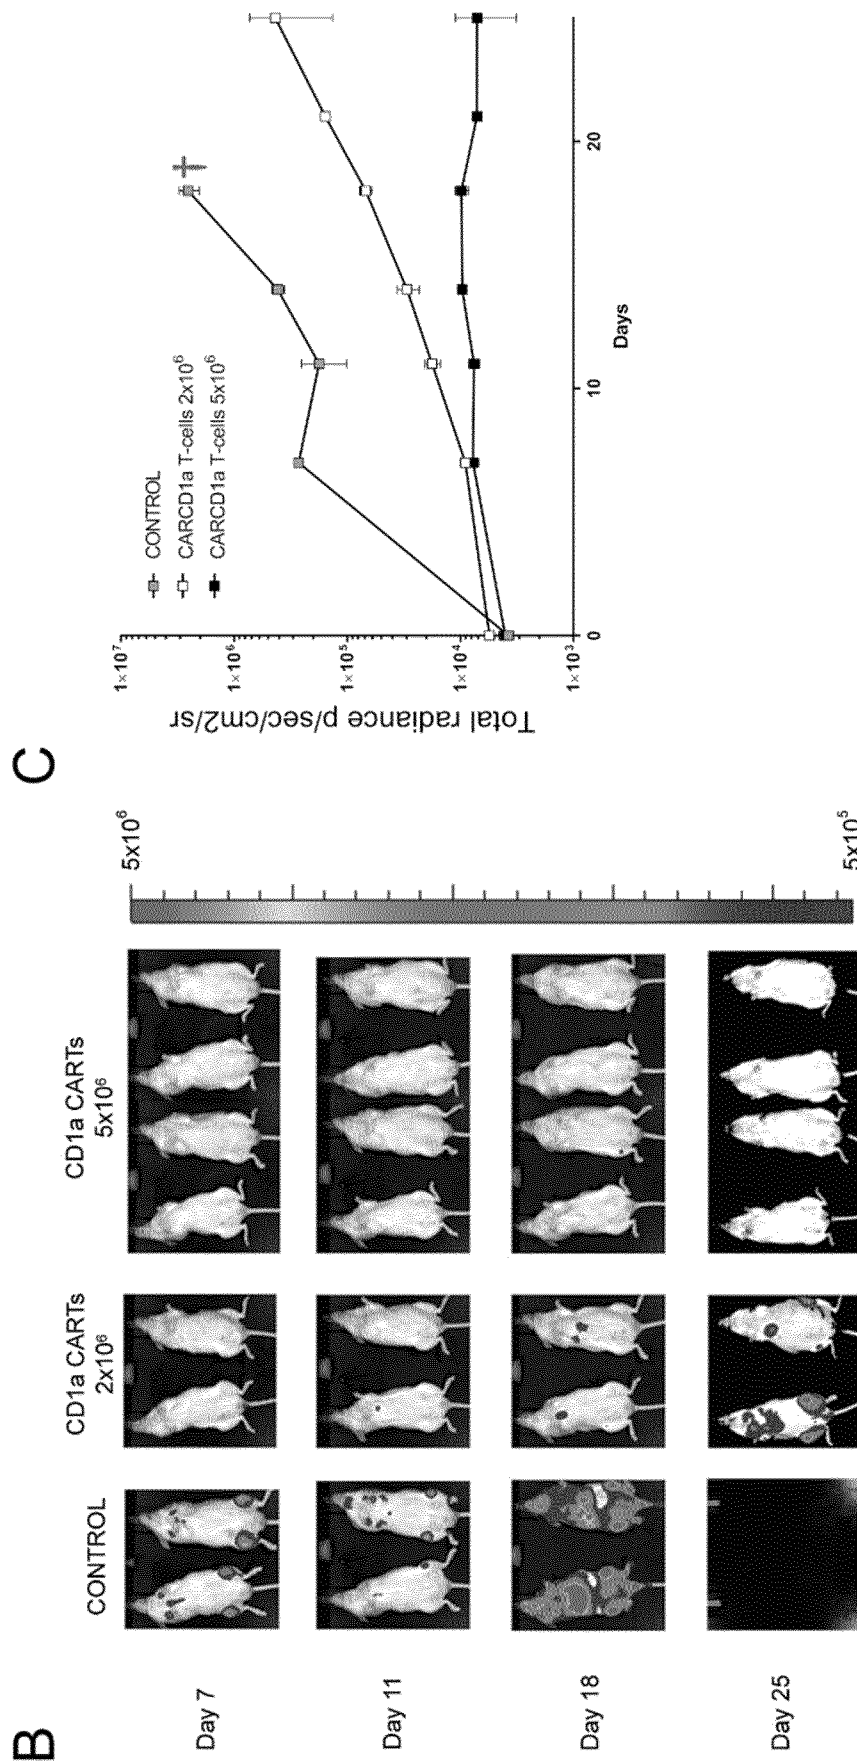 B
CONTROL
CD1a CARTs
2x10⁶
CD1a CARTs
5x10⁶
Day 7
Day 11
Day 18
Day 25
5x10⁶
5x10⁵
C
Total radiance p/sec/cm2/sr
1×10⁷
1×10⁶
1×10⁵
1×10⁴
1×10³
CONTROL
CARCD1a T-cells 2x10⁶
CARCD1a T-cells 5x10⁶
0
10
20
Days